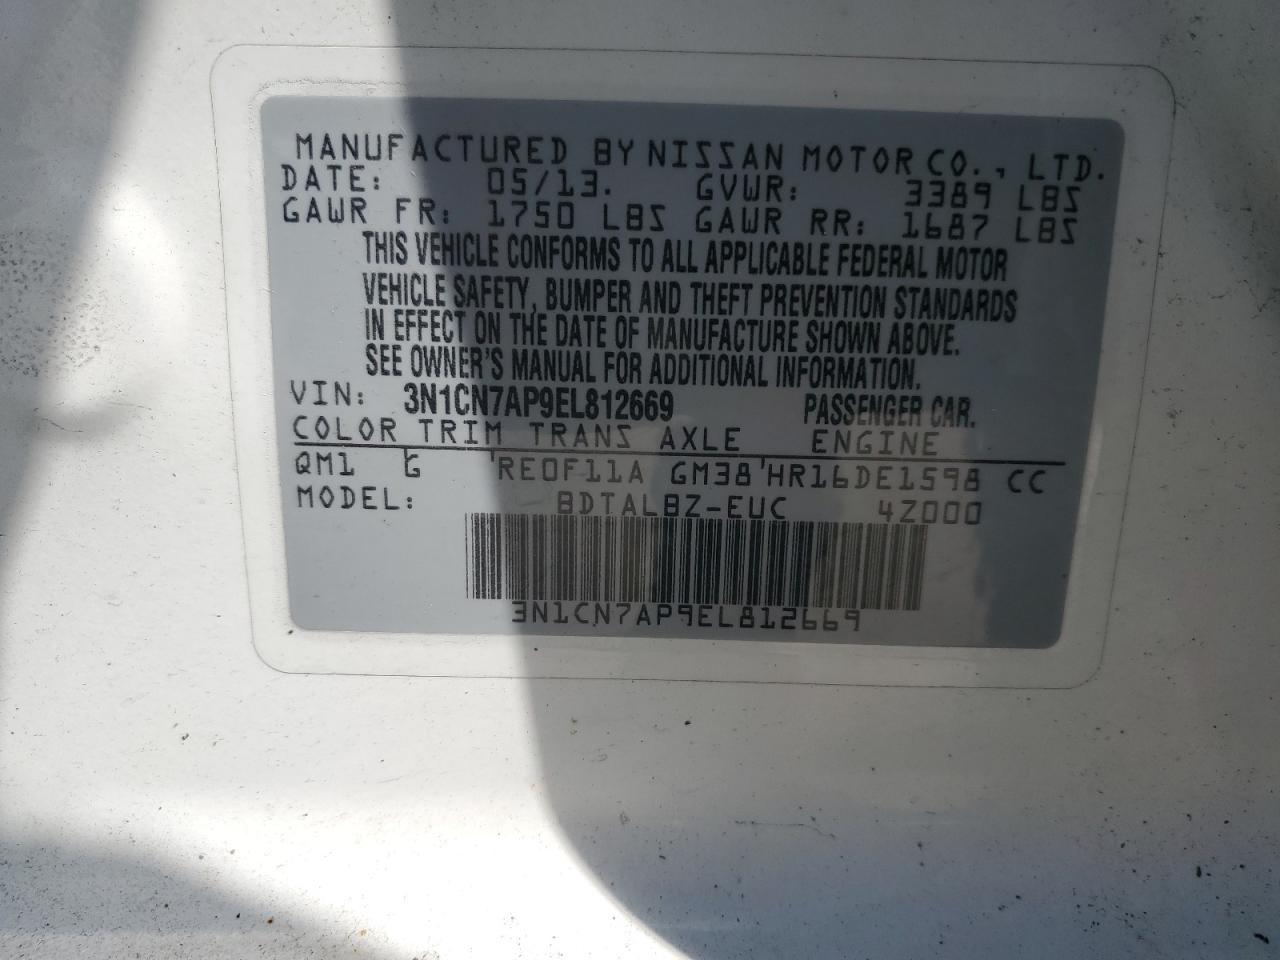 MANUFACTURED BY NISSAN MOTOR CO., LTD.
DATE: 05/13. GVWR: 3389 LBS
GAWR FR: 1750 LBS GAWR RR: 1687 LBS
THIS VEHICLE CONFORMS TO ALL APPLICABLE FEDERAL MOTOR
VEHICLE SAFETY, BUMPER AND THEFT PREVENTION STANDARDS
IN EFFECT ON THE DATE OF MANUFACTURE SHOWN ABOVE.
SEE OWNER'S MANUAL FOR ADDITIONAL INFORMATION.
VIN: 3N1CN7AP9EL812669 PASSENGER CAR.
COLOR TRIM TRANS AXLE ENGINE
QM1 G RE0F11A GM38 HR16DE1598 CC
MODEL: BDTALBZ-EUC 4Z000
3N1CN7AP9EL812669